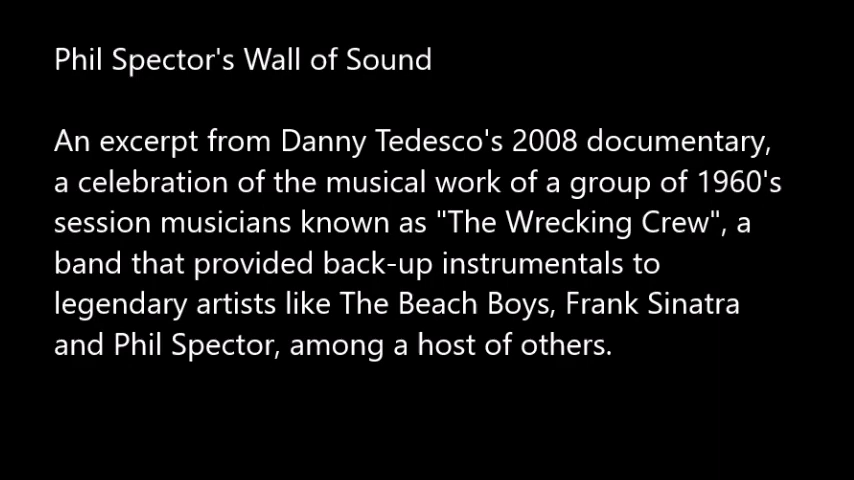 Phil Spector's Wall of Sound
An excerpt from Danny Tedesco's 2008 documentary,
a celebration of the musical work of a group of 1960's
session musicians known as "The Wrecking Crew", a
band that provided back-up instrumentals to
legendary artists like The Beach Boys, Frank Sinatra
and Phil Spector, among a host of others.